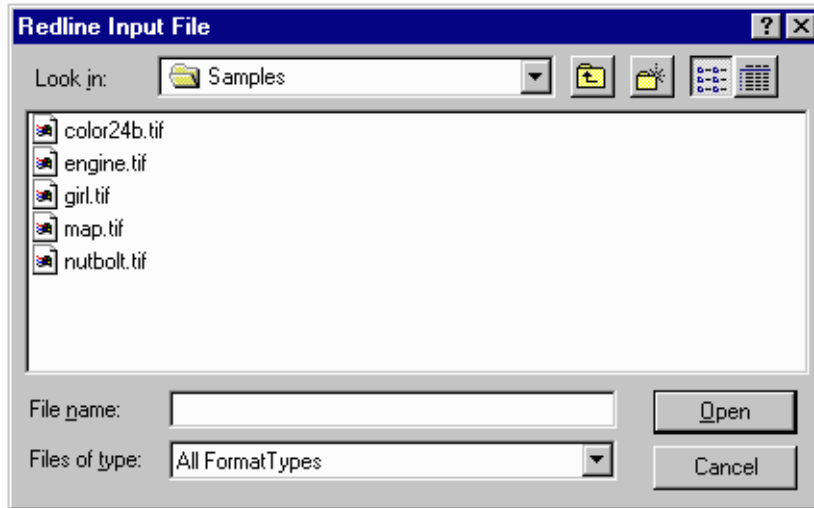 Redline Input File
Look in: Samples
color24b.tif
engine.tif
girl.tif
map.tif
nutbolt.tif
File name: Open
Files of type: All FormatTypes Cancel